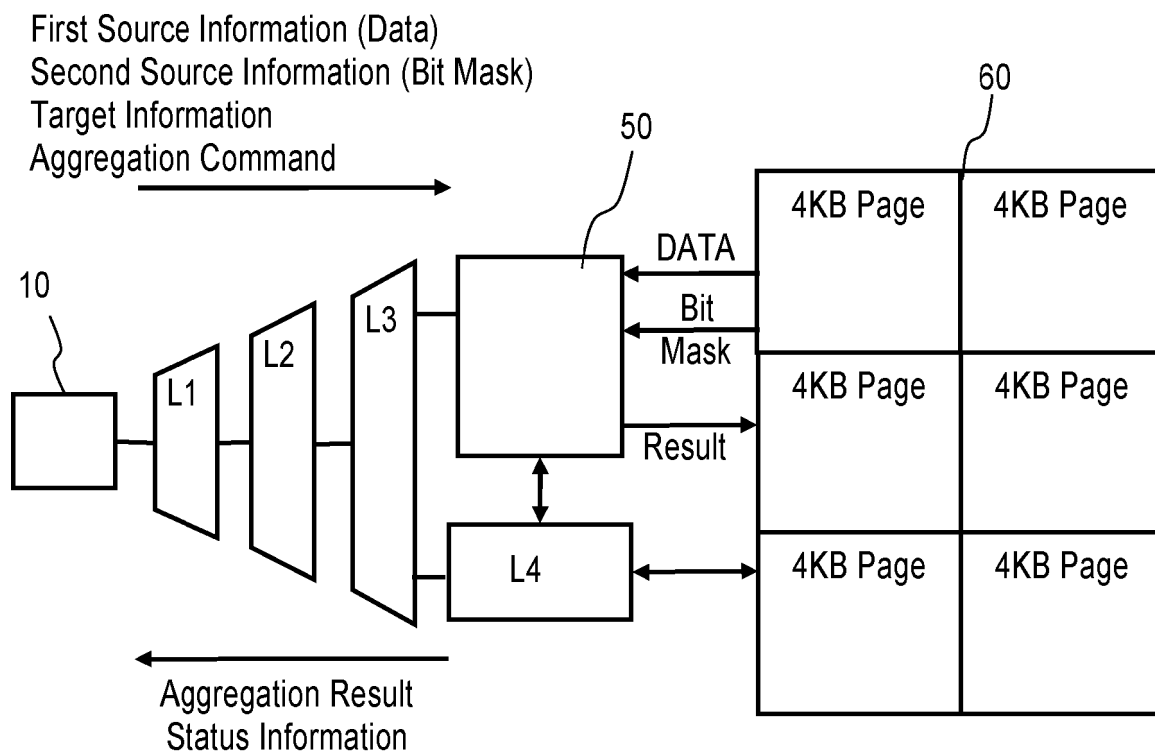 First Source Information (Data)
Second Source Information (Bit Mask)
Target Information
Aggregation Command
60
50
4KB Page
4KB Page
DATA
10
Bit
Mask
L3
L2
L1
4KB Page
4KB Page
Result
4KB Page
4KB Page
L4
Aggregation Result
Status Information